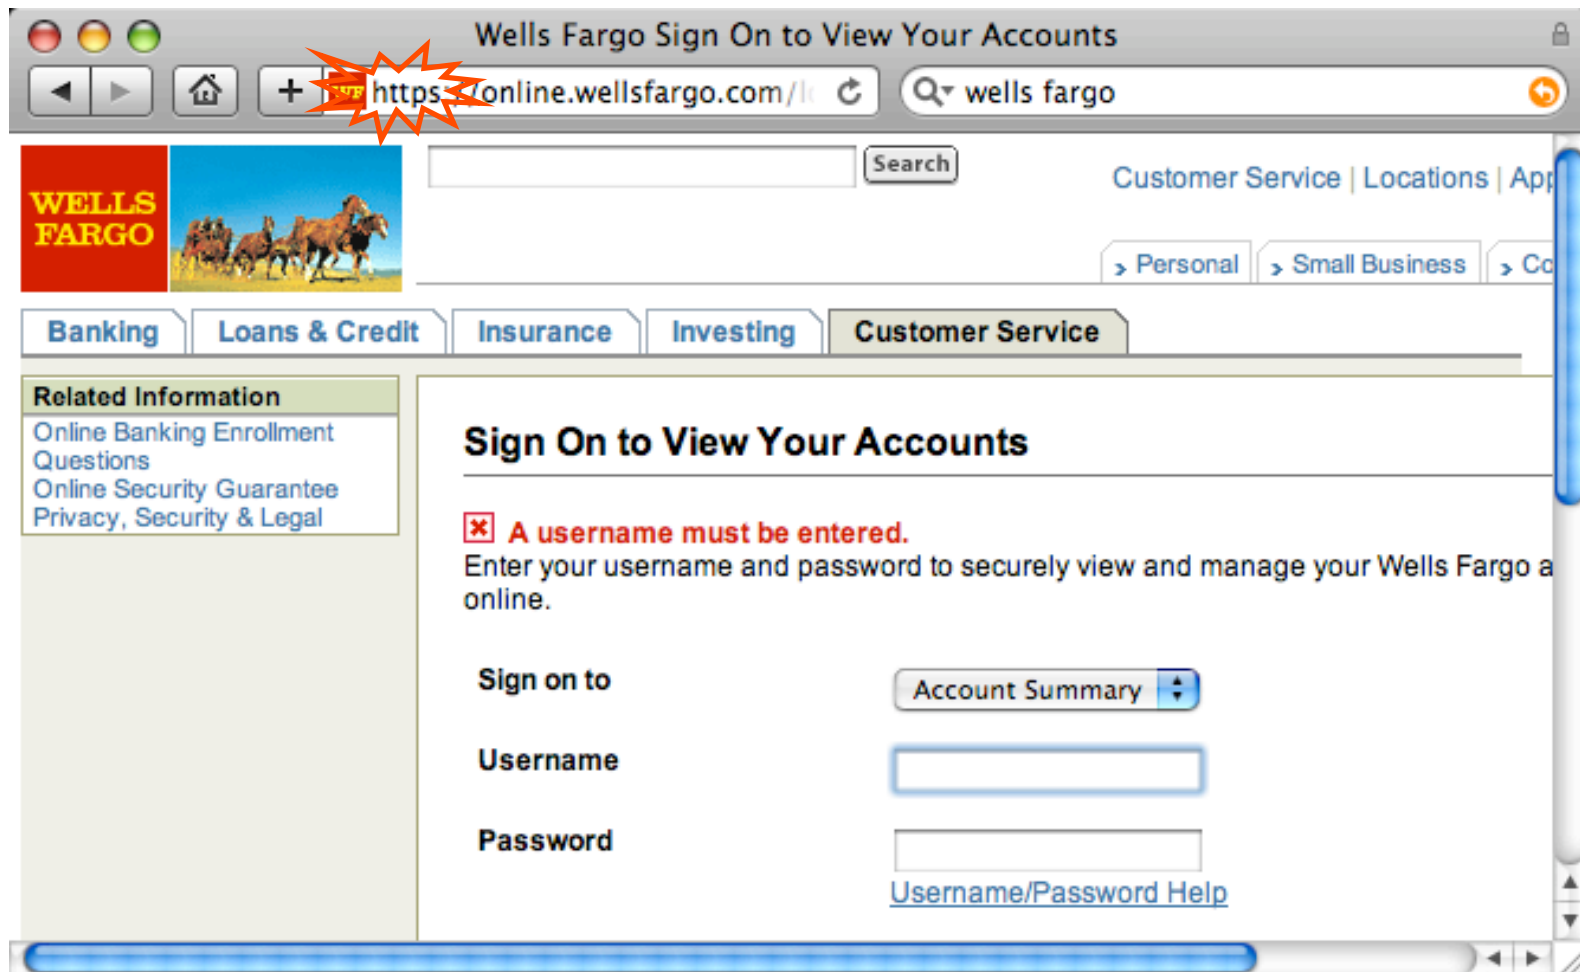 Wells Fargo Sign On to View Your Accounts
https://online.wellsfargo.com/l
wells fargo
WELLS
FARGO
Search
Customer Service | Locations | App
Personal
Small Business
Co
Banking
Loans & Credit
Insurance
Investing
Customer Service
Related Information
Online Banking Enrollment
Questions
Online Security Guarantee
Privacy, Security & Legal
Sign On to View Your Accounts
A username must be entered.
Enter your username and password to securely view and manage your Wells Fargo a
online.
Sign on to
Account Summary
Username
Password
Username/Password Help